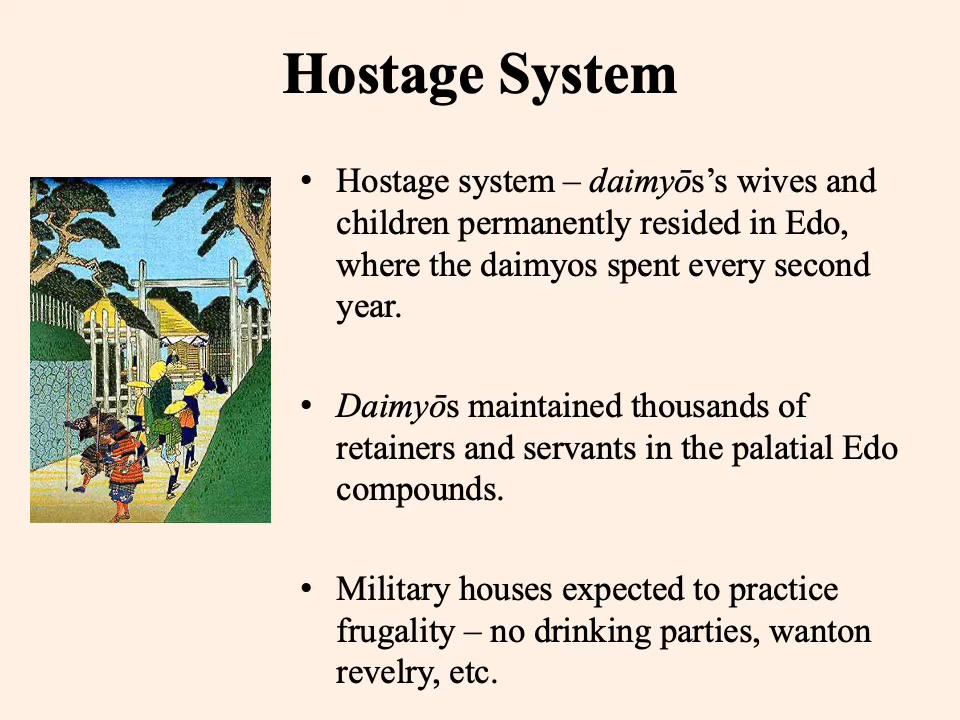 Hostage System
• Hostage system – daimyōs’s wives and
children permanently resided in Edo,
where the daimyos spent every second
year.
• Daimyōs maintained thousands of
retainers and servants in the palatial Edo
compounds.
• Military houses expected to practice
frugality – no drinking parties, wanton
revelry, etc.